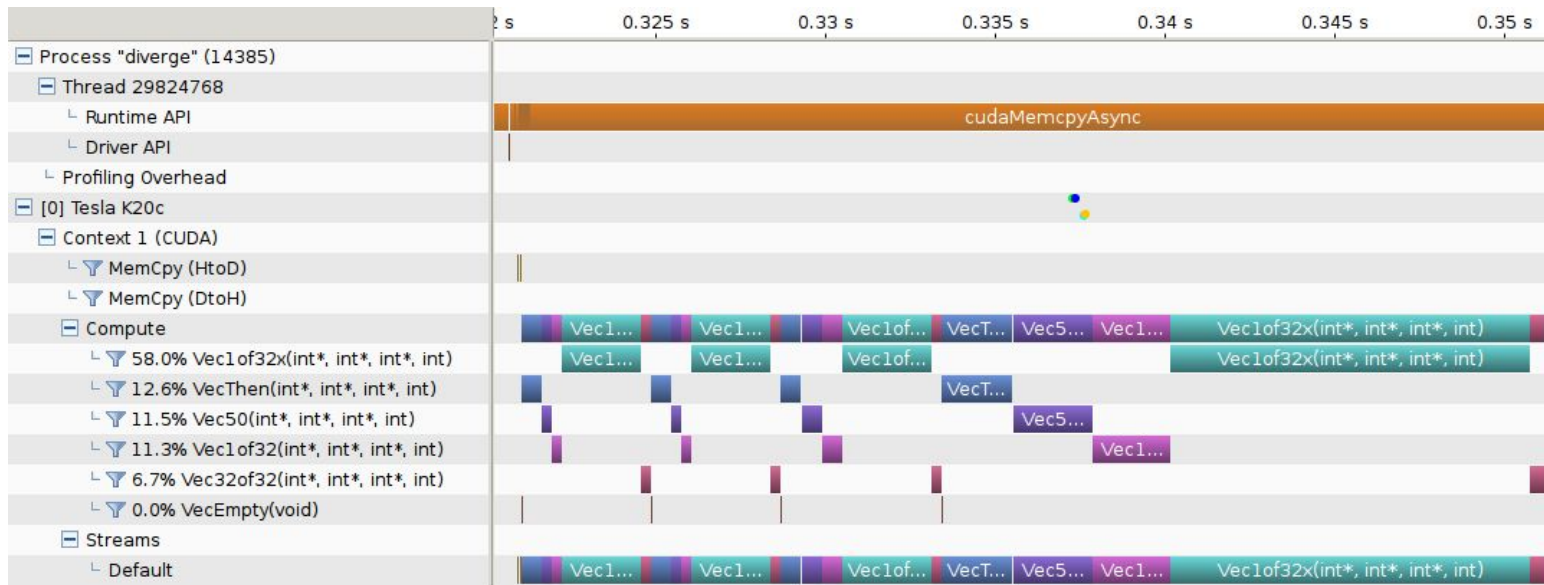 2 s 0.325 s 0.33 s 0.335 s 0.34 s 0.345 s 0.35 s
Process "diverge" (14385)
Thread 29824768
Runtime API cudaMemcpyAsync
Driver API
Profiling Overhead
[0] Tesla K20c
Context 1 (CUDA)
MemCpy (HtoD)
MemCpy (DtoH)
Compute Vec1... Vec1... Vec1of... VecT... Vec5... Vec1... Vec1of32x(int*, int*, int*, int)
58.0% Vec1of32x(int*, int*, int*, int) Vec1... Vec1... Vec1of... Vec1of32x(int*, int*, int*, int)
12.6% VecThen(int*, int*, int*, int) VecT...
11.5% Vec50(int*, int*, int*, int) Vec5...
11.3% Vec1of32(int*, int*, int*, int) Vec1...
6.7% Vec32of32(int*, int*, int*, int)
0.0% VecEmpty(void)
Streams
Default Vec1... Vec1... Vec1of... VecT... Vec5... Vec1... Vec1of32x(int*, int*, int*, int)